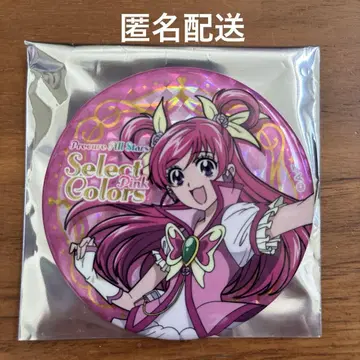 匿名配送
Precure All Stars
Select
Pink
Colors